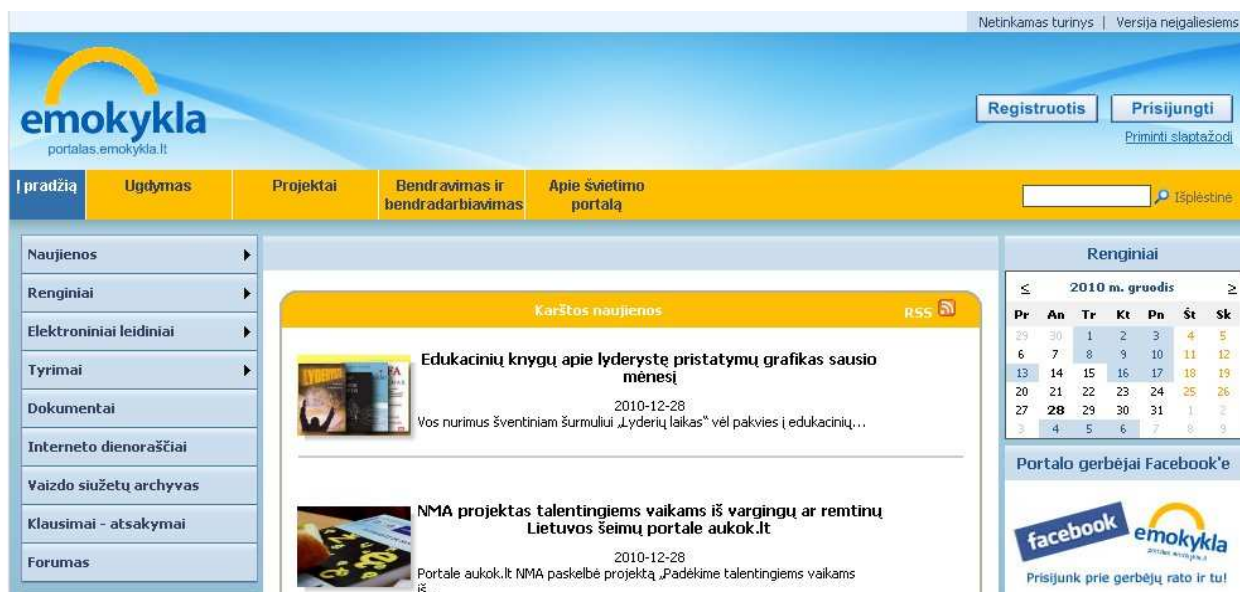 Netinkamas turinys | Versija neįgaliesiems
emokykla
portalas.emokykla.lt
Registruotis Prisijungti
Priminti slaptažodį
Į pradžią Ugdymas Projektai Bendravimas ir bendradarbiavimas Apie švietimo portalą Išplėstinė
Naujienos
Renginiai
Elektroniniai leidiniai
Tyrimai
Dokumentai
Interneto dienoraščiai
Vaizdo siužetų archyvas
Klausimai - atsakymai
Forumas
Karštos naujienos RSS
Edukacinių knygų apie lyderystę pristatymų grafikas sausio
mėnesį
2010-12-28
Vos nurimus šventiniam šurmuliui „Lyderių laikas“ vėl pakvies į edukacinių...
NMA projektas talentingiems vaikams iš vargingų ar remtinų
Lietuvos šeimų portale aukok.lt
2010-12-28
Portale aukok.lt NMA paskelbė projektą „Padėkime talentingiems vaikams
iš
Renginiai
< 2010 m. gruodis >
Pr An Tr Kt Pn Št Sk
29 30 1 2 3 4 5
6 7 8 9 10 11 12
13 14 15 16 17 18 19
20 21 22 23 24 25 26
27 28 29 30 31 1 2
3 4 5 6 7 8 9
Portalo gerbėjai Facebook'e
facebook
emokykla
Prisijunk prie gerbėjų rato ir tu!